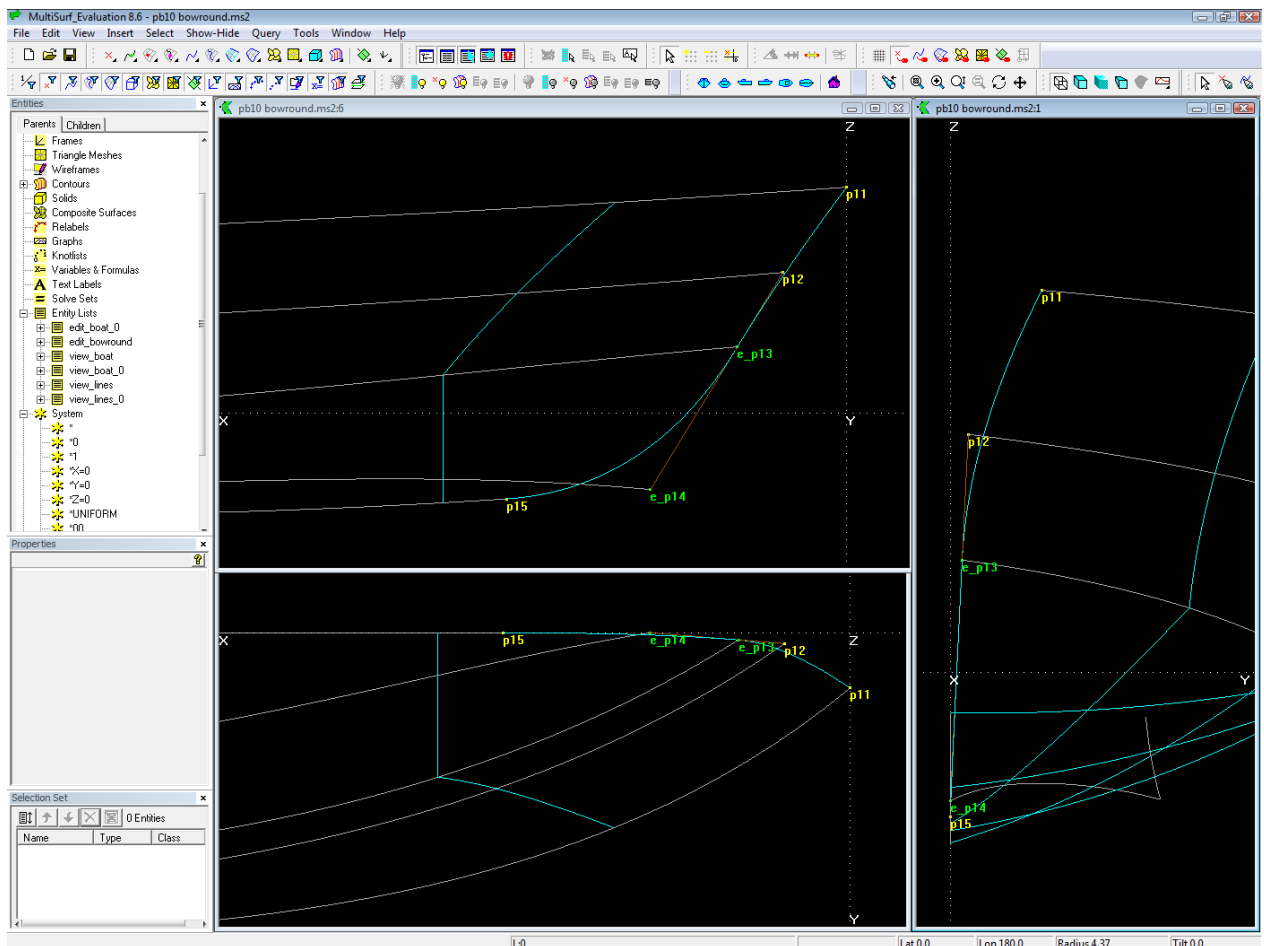 MultiSurf_Evaluation 8.6 - pb10 bowround.ms2
File Edit View Insert Select Show-Hide Query Tools Window Help
Entities
Parents Children
Frames
Triangle Meshes
Wireframes
Contours
Solids
Composite Surfaces
Relabels
Graphs
Knotlists
Variables & Formulas
Text Labels
Solve Sets
Entity Lists
edit_boat_0
edit_bowround
view_boat
view_boat_0
view_lines
view_lines_0
System
*
*0
*1
*X=0
*Y=0
*Z=0
*UNIFORM
*00
Properties
Selection Set
0 Entities
Name Type Class
pb10 bowround.ms2:6
Z
p11
p12
e_p13
X
Y
e_p14
p15
X
p15
e_p14
e_p13
p12
Z
p11
Y
pb10 bowround.ms2:1
Z
p11
p12
e_p13
X
Y
e_p14
p15
L:0
Lat 0.0
Lon 180.0
Radius 4.37
Tilt 0.0